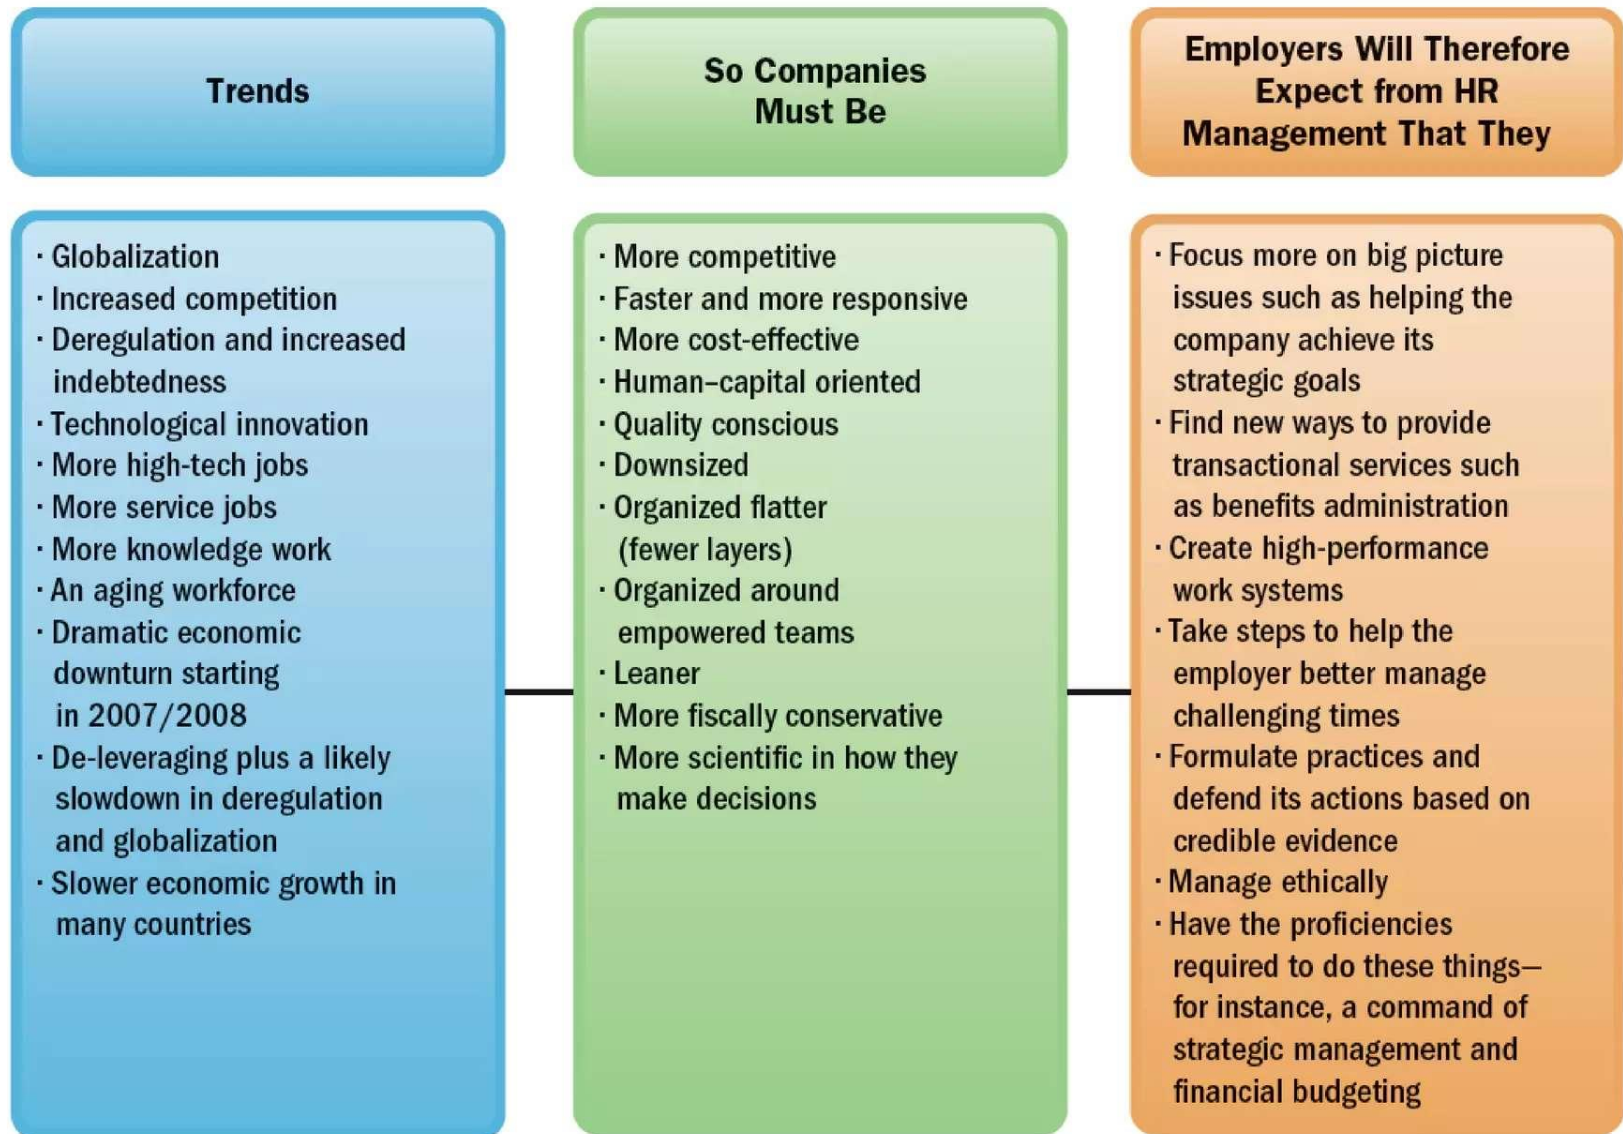 Trends
· Globalization
· Increased competition
· Deregulation and increased
indebtedness
· Technological innovation
· More high-tech jobs
· More service jobs
· More knowledge work
· An aging workforce
· Dramatic economic
downturn starting
in 2007/2008
· De-leveraging plus a likely
slowdown in deregulation
and globalization
· Slower economic growth in
many countries
So Companies
Must Be
· More competitive
· Faster and more responsive
· More cost-effective
· Human–capital oriented
· Quality conscious
· Downsized
· Organized flatter
(fewer layers)
· Organized around
empowered teams
· Leaner
· More fiscally conservative
· More scientific in how they
make decisions
Employers Will Therefore
Expect from HR
Management That They
· Focus more on big picture
issues such as helping the
company achieve its
strategic goals
· Find new ways to provide
transactional services such
as benefits administration
· Create high-performance
work systems
· Take steps to help the
employer better manage
challenging times
· Formulate practices and
defend its actions based on
credible evidence
· Manage ethically
· Have the proficiencies
required to do these things—
for instance, a command of
strategic management and
financial budgeting